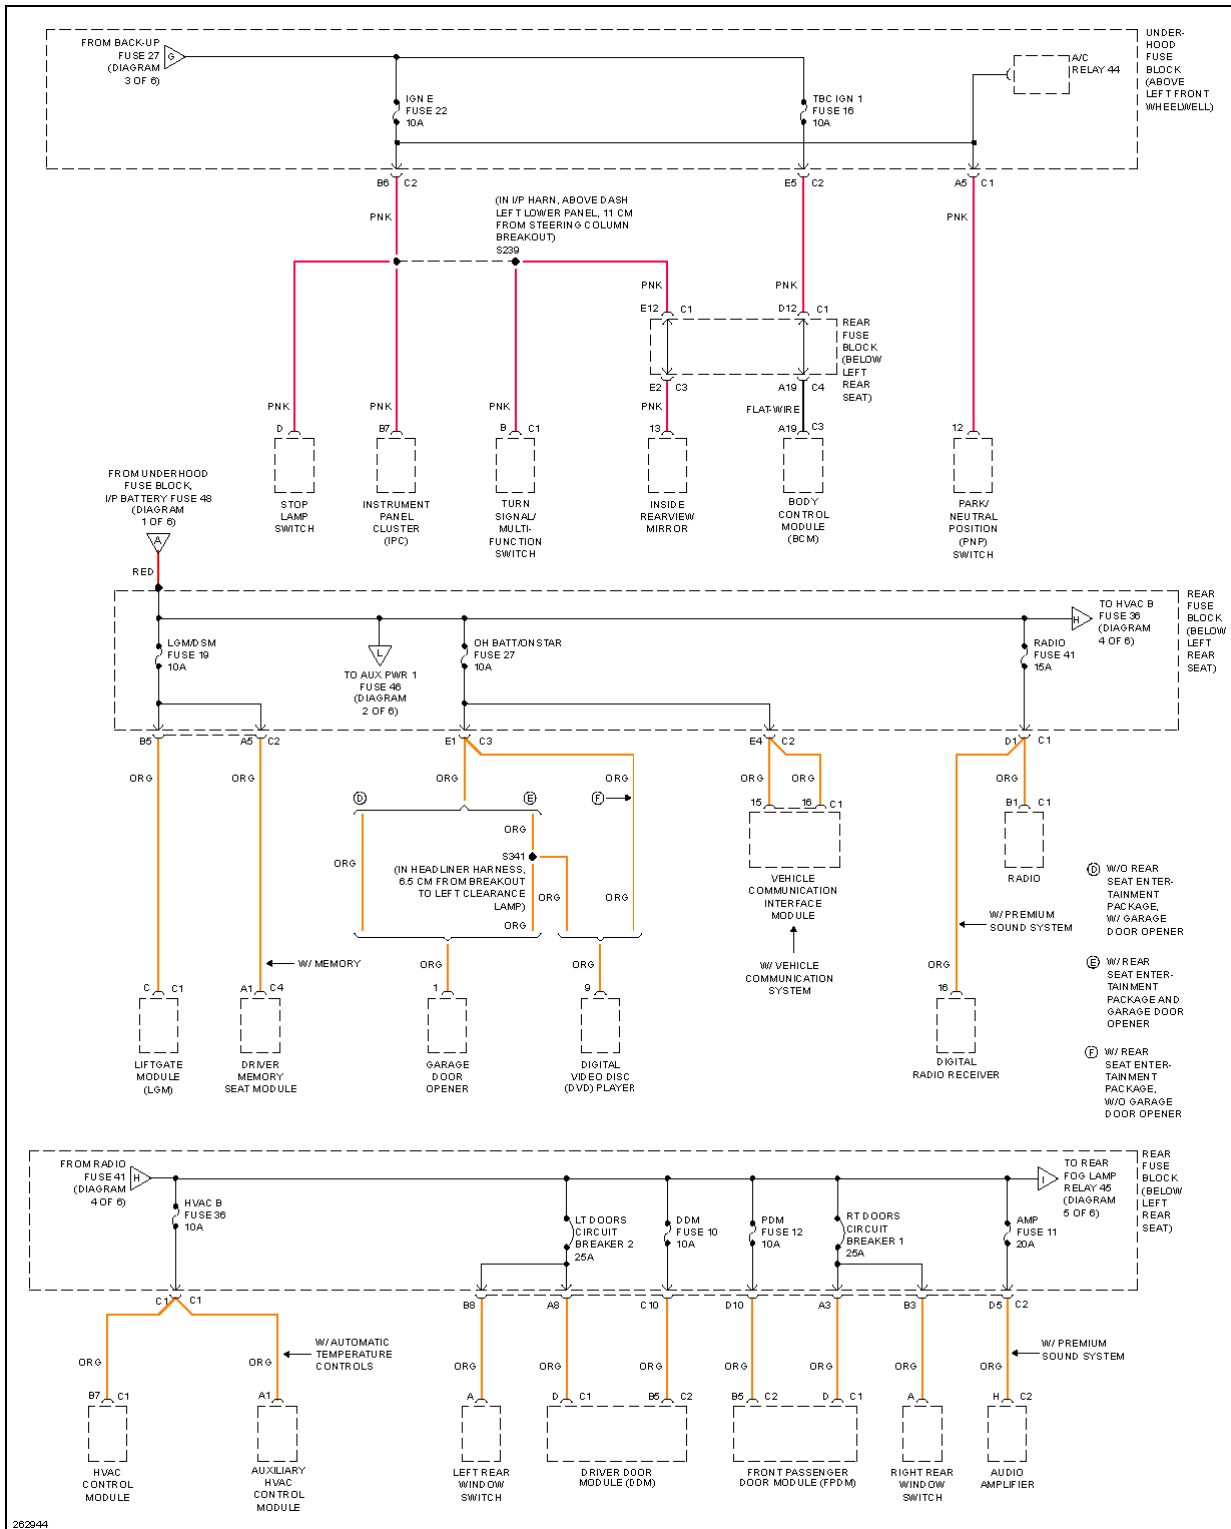 FROM BACK-UP
FUSE 27
(DIAGRAM
3 OF 6)
G
IGN E
FUSE 22
10A
TBC IGN 1
FUSE 16
10A
A/C
RELAY 44
UNDER-
HOOD
FUSE
BLOCK
(ABOVE
LEFT FRONT
WHEELWELL)
B6 C2
E5 C2
A5 C1
PNK
(IN I/P HARN, ABOVE DASH
LEFT LOWER PANEL, 11 CM
FROM STEERING COLUMN
BREAKOUT)
S239
PNK
PNK
PNK
E12 C1
D12 C1
REAR
FUSE
BLOCK
(BELOW
LEFT
REAR
SEAT)
E2 C3
A19 C4
PNK
PNK
PNK
PNK
FLAT-WIRE
PNK
D
B7
B C1
13
A19 C3
12
STOP
LAMP
SWITCH
INSTRUMENT
PANEL
CLUSTER
(IPC)
TURN
SIGNAL/
MULTI-
FUNCTION
SWITCH
INSIDE
REARVIEW
MIRROR
BODY
CONTROL
MODULE
(BCM)
PARK/
NEUTRAL
POSITION
(PNP)
SWITCH
FROM UNDERHOOD
FUSE BLOCK,
I/P BATTERY FUSE 48
(DIAGRAM
1 OF 6)
A
RED
LGM/DSM
FUSE 19
10A
L
TO AUX PWR 1
FUSE 46
(DIAGRAM
2 OF 6)
OH BATT/ONSTAR
FUSE 27
10A
RADIO
FUSE 41
15A
H
TO HVAC B
FUSE 36
(DIAGRAM
4 OF 6)
REAR
FUSE
BLOCK
(BELOW
LEFT
REAR
SEAT)
B5
A5 C2
E1 C3
E4 C2
D1 C1
ORG
ORG
ORG
ORG
ORG
ORG
ORG
ORG
D
E
F
15
16 C1
B1 C1
ORG
ORG
S341
(IN HEADLINER HARNESS,
6.5 CM FROM BREAKOUT
TO LEFT CLEARANCE
LAMP)
ORG
ORG
ORG
VEHICLE
COMMUNICATION
INTERFACE
MODULE
W/ VEHICLE
COMMUNICATION
SYSTEM
RADIO
W/ PREMIUM
SOUND SYSTEM
D W/O REAR
SEAT ENTER-
TAINMENT
PACKAGE,
W/ GARAGE
DOOR OPENER
E W/ REAR
SEAT ENTER-
TAINMENT
PACKAGE AND
GARAGE DOOR
OPENER
F W/ REAR
SEAT ENTER-
TAINMENT
PACKAGE,
W/O GARAGE
DOOR OPENER
W/ MEMORY
ORG
ORG
ORG
C C1
A1 C4
1
9
16
LIFTGATE
MODULE
(LGM)
DRIVER
MEMORY
SEAT MODULE
GARAGE
DOOR
OPENER
DIGITAL
VIDEO DISC
(DVD) PLAYER
DIGITAL
RADIO RECEIVER
FROM RADIO
FUSE 41
(DIAGRAM
4 OF 6)
H
HVAC B
FUSE 36
10A
LT DOORS
CIRCUIT
BREAKER 2
25A
DDM
FUSE 10
10A
PDM
FUSE 12
10A
RT DOORS
CIRCUIT
BREAKER 1
25A
AMP
FUSE 11
20A
I
TO REAR
FOG LAMP
RELAY 45
(DIAGRAM
5 OF 6)
REAR
FUSE
BLOCK
(BELOW
LEFT
REAR
SEAT)
C1 C1
B8
A8
C10
D10
A3
B3
D5 C2
W/ AUTOMATIC
TEMPERATURE
CONTROLS
W/ PREMIUM
SOUND SYSTEM
ORG
ORG
ORG
ORG
ORG
ORG
ORG
ORG
ORG
B7 C1
A1
A
D C1
B5 C2
B5 C2
D C1
A
H C2
HVAC
CONTROL
MODULE
AUXILIARY
HVAC
CONTROL
MODULE
LEFT REAR
WINDOW
SWITCH
DRIVER DOOR
MODULE (DDM)
FRONT PASSENGER
DOOR MODULE (FPDM)
RIGHT REAR
WINDOW
SWITCH
AUDIO
AMPLIFIER
262944